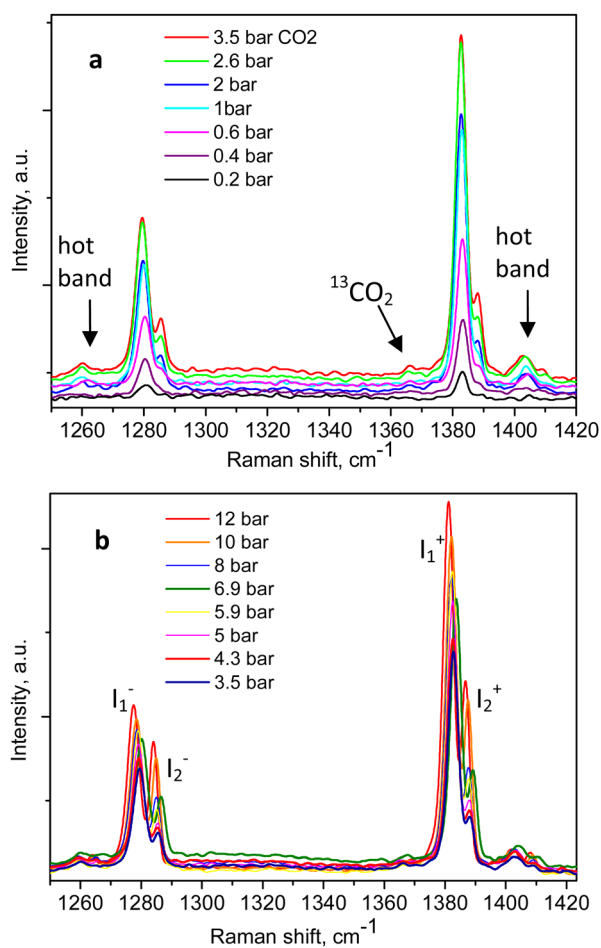 a
3.5 bar CO2
2.6 bar
2 bar
1bar
0.6 bar
0.4 bar
0.2 bar
hot
band
¹³CO₂
hot
band
Intensity, a.u.
1260 1280 1300 1320 1340 1360 1380 1400 1420
Raman shift, cm⁻¹
b
12 bar
10 bar
8 bar
6.9 bar
5.9 bar
5 bar
4.3 bar
3.5 bar
I₁⁺
I₂⁺
I₁⁻
I₂⁻
Intensity, a.u.
1260 1280 1300 1320 1340 1360 1380 1400 1420
Raman shift, cm⁻¹